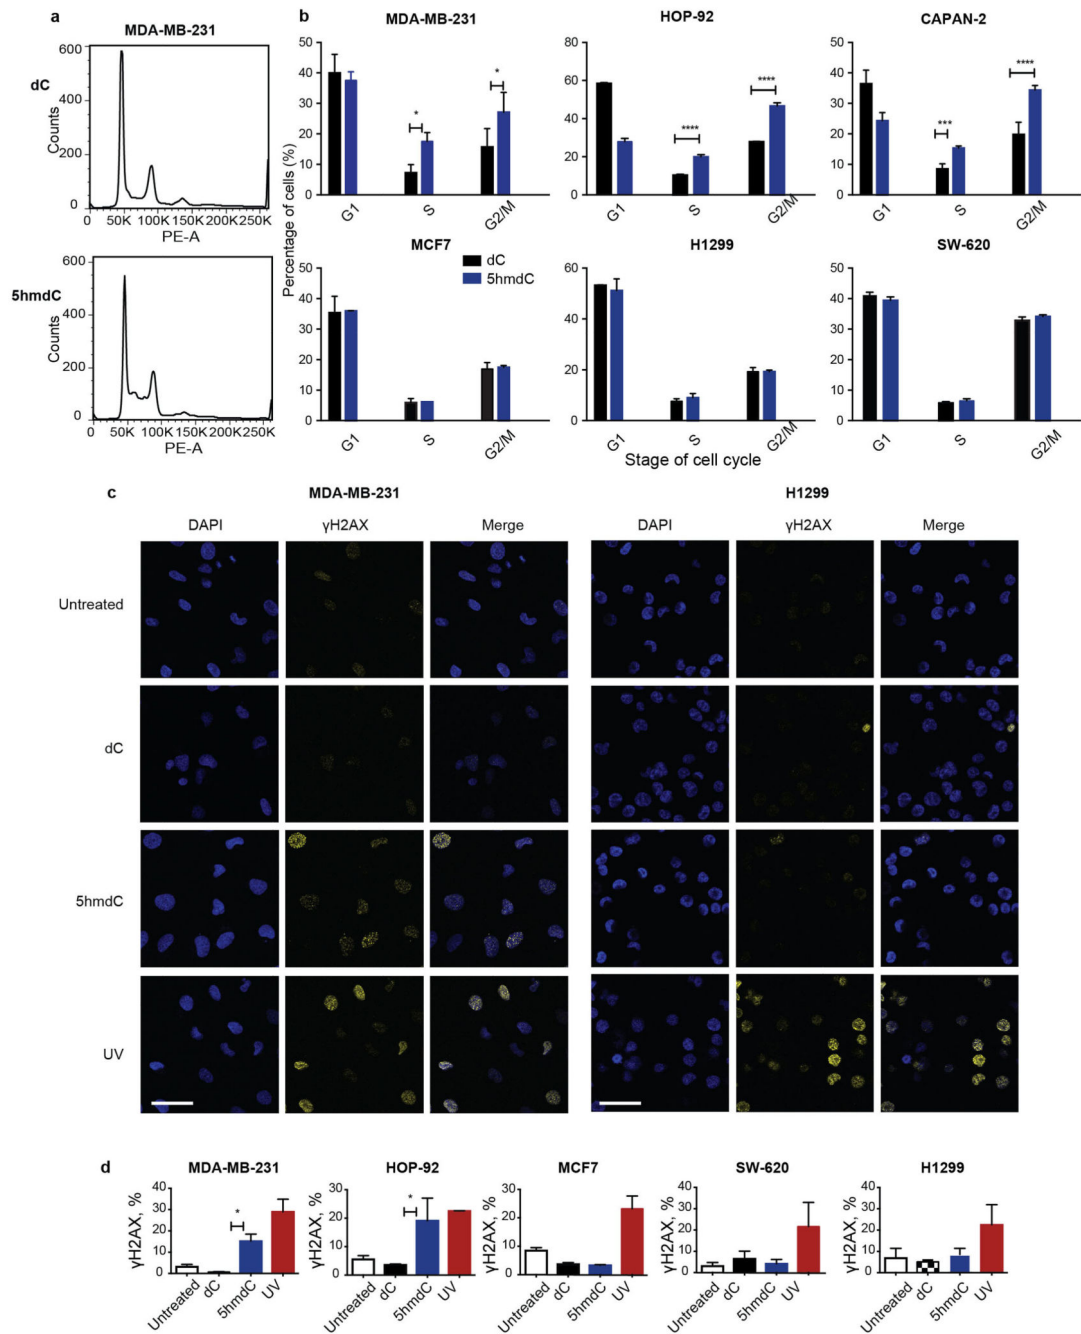 a
MDA-MB-231
dC
600
400
200
0
Counts
0 50K 100K 150K 200K 250K
PE-A
5hmdC
600
400
200
0
Counts
0 50K 100K 150K 200K 250K
PE-A
b
MDA-MB-231 HOP-92 CAPAN-2
Percentage of cells (%)
50
40
30
20
10
0
* *
G1 S G2/M
80
60
40
20
0
**** ****
G1 S G2/M
50
40
30
20
10
0
*** ****
G1 S G2/M
MCF7 H1299 SW-620
dC
5hmdC
50
40
30
20
10
0
G1 S G2/M
60
40
20
0
G1 S G2/M
50
40
30
20
10
0
G1 S G2/M
Stage of cell cycle
c
MDA-MB-231 H1299
DAPI γH2AX Merge DAPI γH2AX Merge
Untreated
dC
5hmdC
UV
d
MDA-MB-231 HOP-92 MCF7 SW-620 H1299
γH2AX, %
40
30
20
10
0
*
Untreated dC 5hmdC UV
γH2AX, %
30
20
10
0
*
Untreated dC 5hmdC UV
γH2AX, %
30
20
10
0
Untreated dC 5hmdC UV
γH2AX, %
40
30
20
10
0
Untreated dC 5hmdC UV
γH2AX, %
40
30
20
10
0
Untreated dC 5hmdC UV